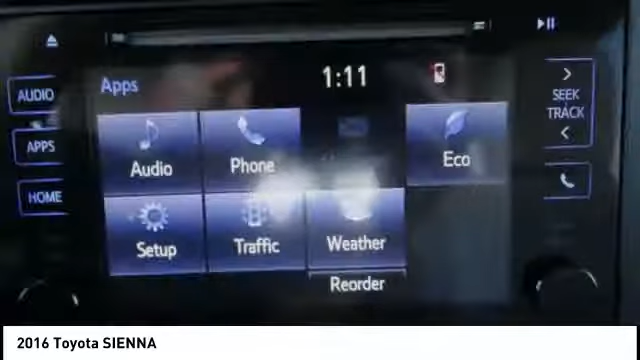 Apps
1:11
AUDIO
APPS
HOME
Audio
Phone
Eco
Setup
Traffic
Weather
Reorder
>
SEEK
TRACK
<
2016 Toyota SIENNA